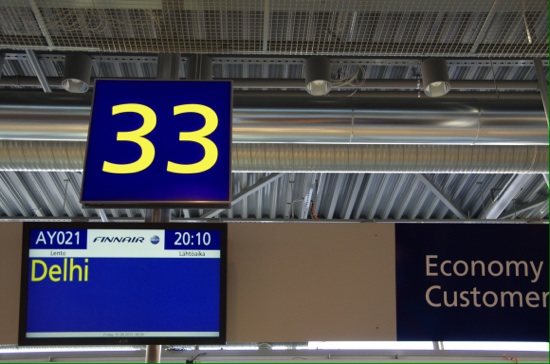 33
AY021 FINNAIR 20:10
Lento Lähtöaika
Delhi
Economy
Customer